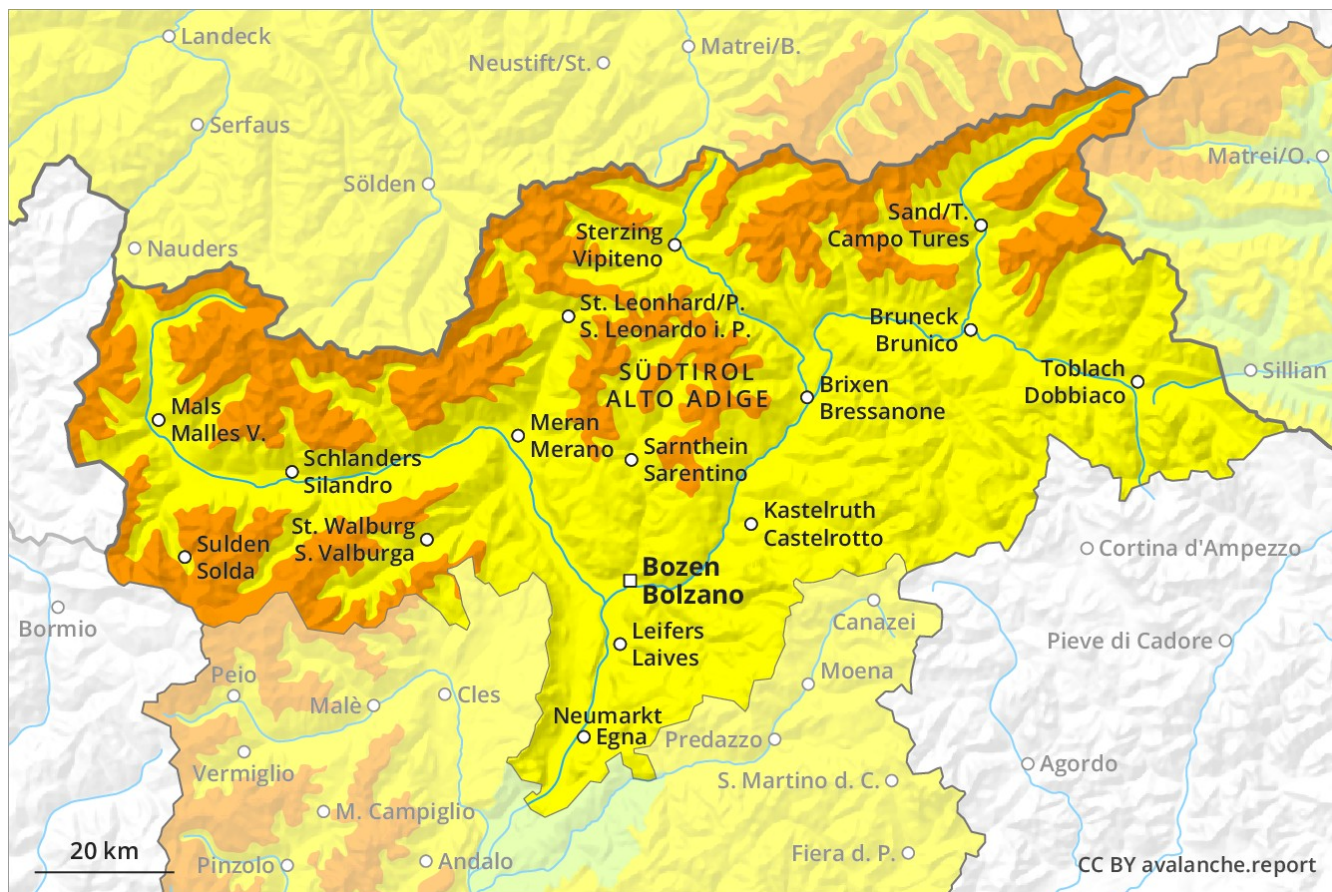 Landeck
Matrei/B.
Neustift/St.
Serfaus
Matrei/O.
Sölden
Sand/T.
Campo Tures
Sterzing
Vipiteno
Nauders
St. Leonhard/P.
S. Leonardo i. P.
Bruneck
Brunico
SÜDTIROL
ALTO ADIGE
Toblach
Dobbiaco
Sillian
Brixen
Bressanone
Mals
Malles V.
Meran
Merano
Sarnthein
Sarentino
Schlanders
Silandro
Kastelruth
Castelrotto
St. Walburg
S. Valburga
Sulden
Solda
Cortina d'Ampezzo
Bozen
Bolzano
Bormio
Canazei
Leifers
Laives
Pieve di Cadore
Peio
Moena
Malè
Cles
Neumarkt
Egna
Predazzo
Vermiglio
Agordo
S. Martino d. C.
M. Campiglio
20 km
Pinzolo
Andalo
Fiera d. P.
CC BY avalanche.report